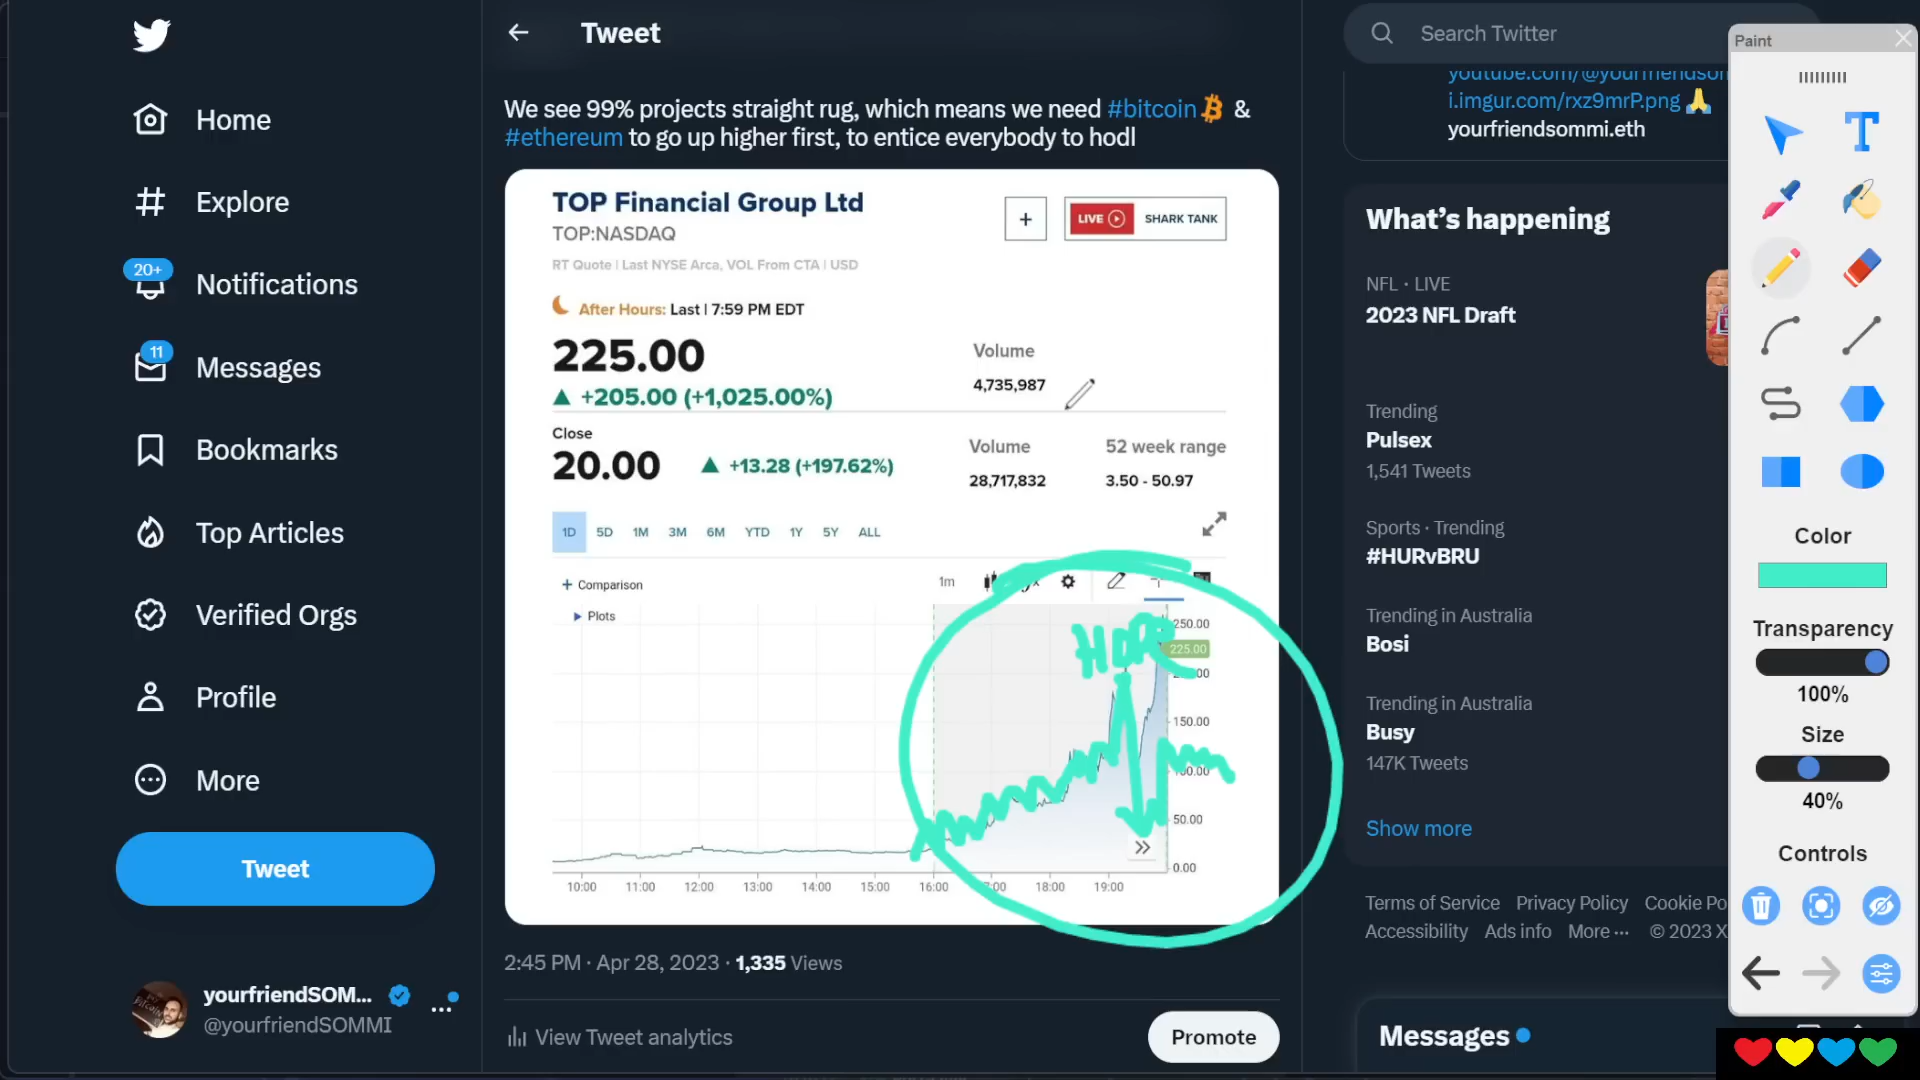 Tweet
Search Twitter
Paint
Home
Explore
20+
Notifications
11
Messages
Bookmarks
Top Articles
Verified Orgs
Profile
More
Tweet
yourfriendSOM...
@yourfriendSOMMI
We see 99% projects straight rug, which means we need #bitcoin &
#ethereum to go up higher first, to entice everybody to hodl
TOP Financial Group Ltd
TOP:NASDAQ
RT Quote | Last NYSE Arca, VOL From CTA | USD
+
LIVE SHARK TANK
After Hours: Last | 7:59 PM EDT
225.00
+205.00 (+1,025.00%)
Volume
4,735,987
Close
20.00
+13.28 (+197.62%)
Volume
28,717,832
52 week range
3.50 - 50.97
1D 5D 1M 3M 6M YTD 1Y 5Y ALL
+ Comparison
1m
Plots
250.00
225.00
150.00
50.00
0.00
10:00 11:00 12:00 13:00 14:00 15:00 16:00 18:00 19:00
2:45 PM · Apr 28, 2023 · 1,335 Views
View Tweet analytics
Promote
i.imgur.com/rxz9mrP.png
yourfriendsommi.eth
What's happening
NFL · LIVE
2023 NFL Draft
Trending
Pulsex
1,541 Tweets
Sports · Trending
#HURvBRU
Trending in Australia
Bosi
Trending in Australia
Busy
147K Tweets
Show more
Terms of Service Privacy Policy Cookie Po
Accessibility Ads info More ··· © 2023 X
Messages
T
Color
Transparency
100%
Size
40%
Controls